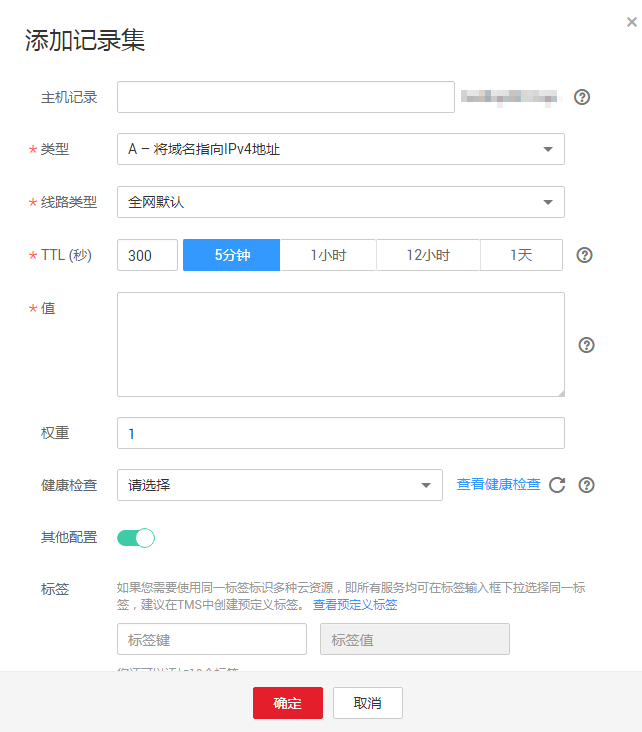 ×
添加记录集
主机记录
* 类型 A – 将域名指向IPv4地址
* 线路类型 全网默认
* TTL (秒) 300 5分钟 1小时 12小时 1天
* 值
权重 1
健康检查 请选择 查看健康检查
其他配置
标签 如果您需要使用同一标签标识多种云资源，即所有服务均可在标签输入框下拉选择同一标
签，建议在TMS中创建预定义标签。 查看预定义标签
标签键 标签值
确定 取消